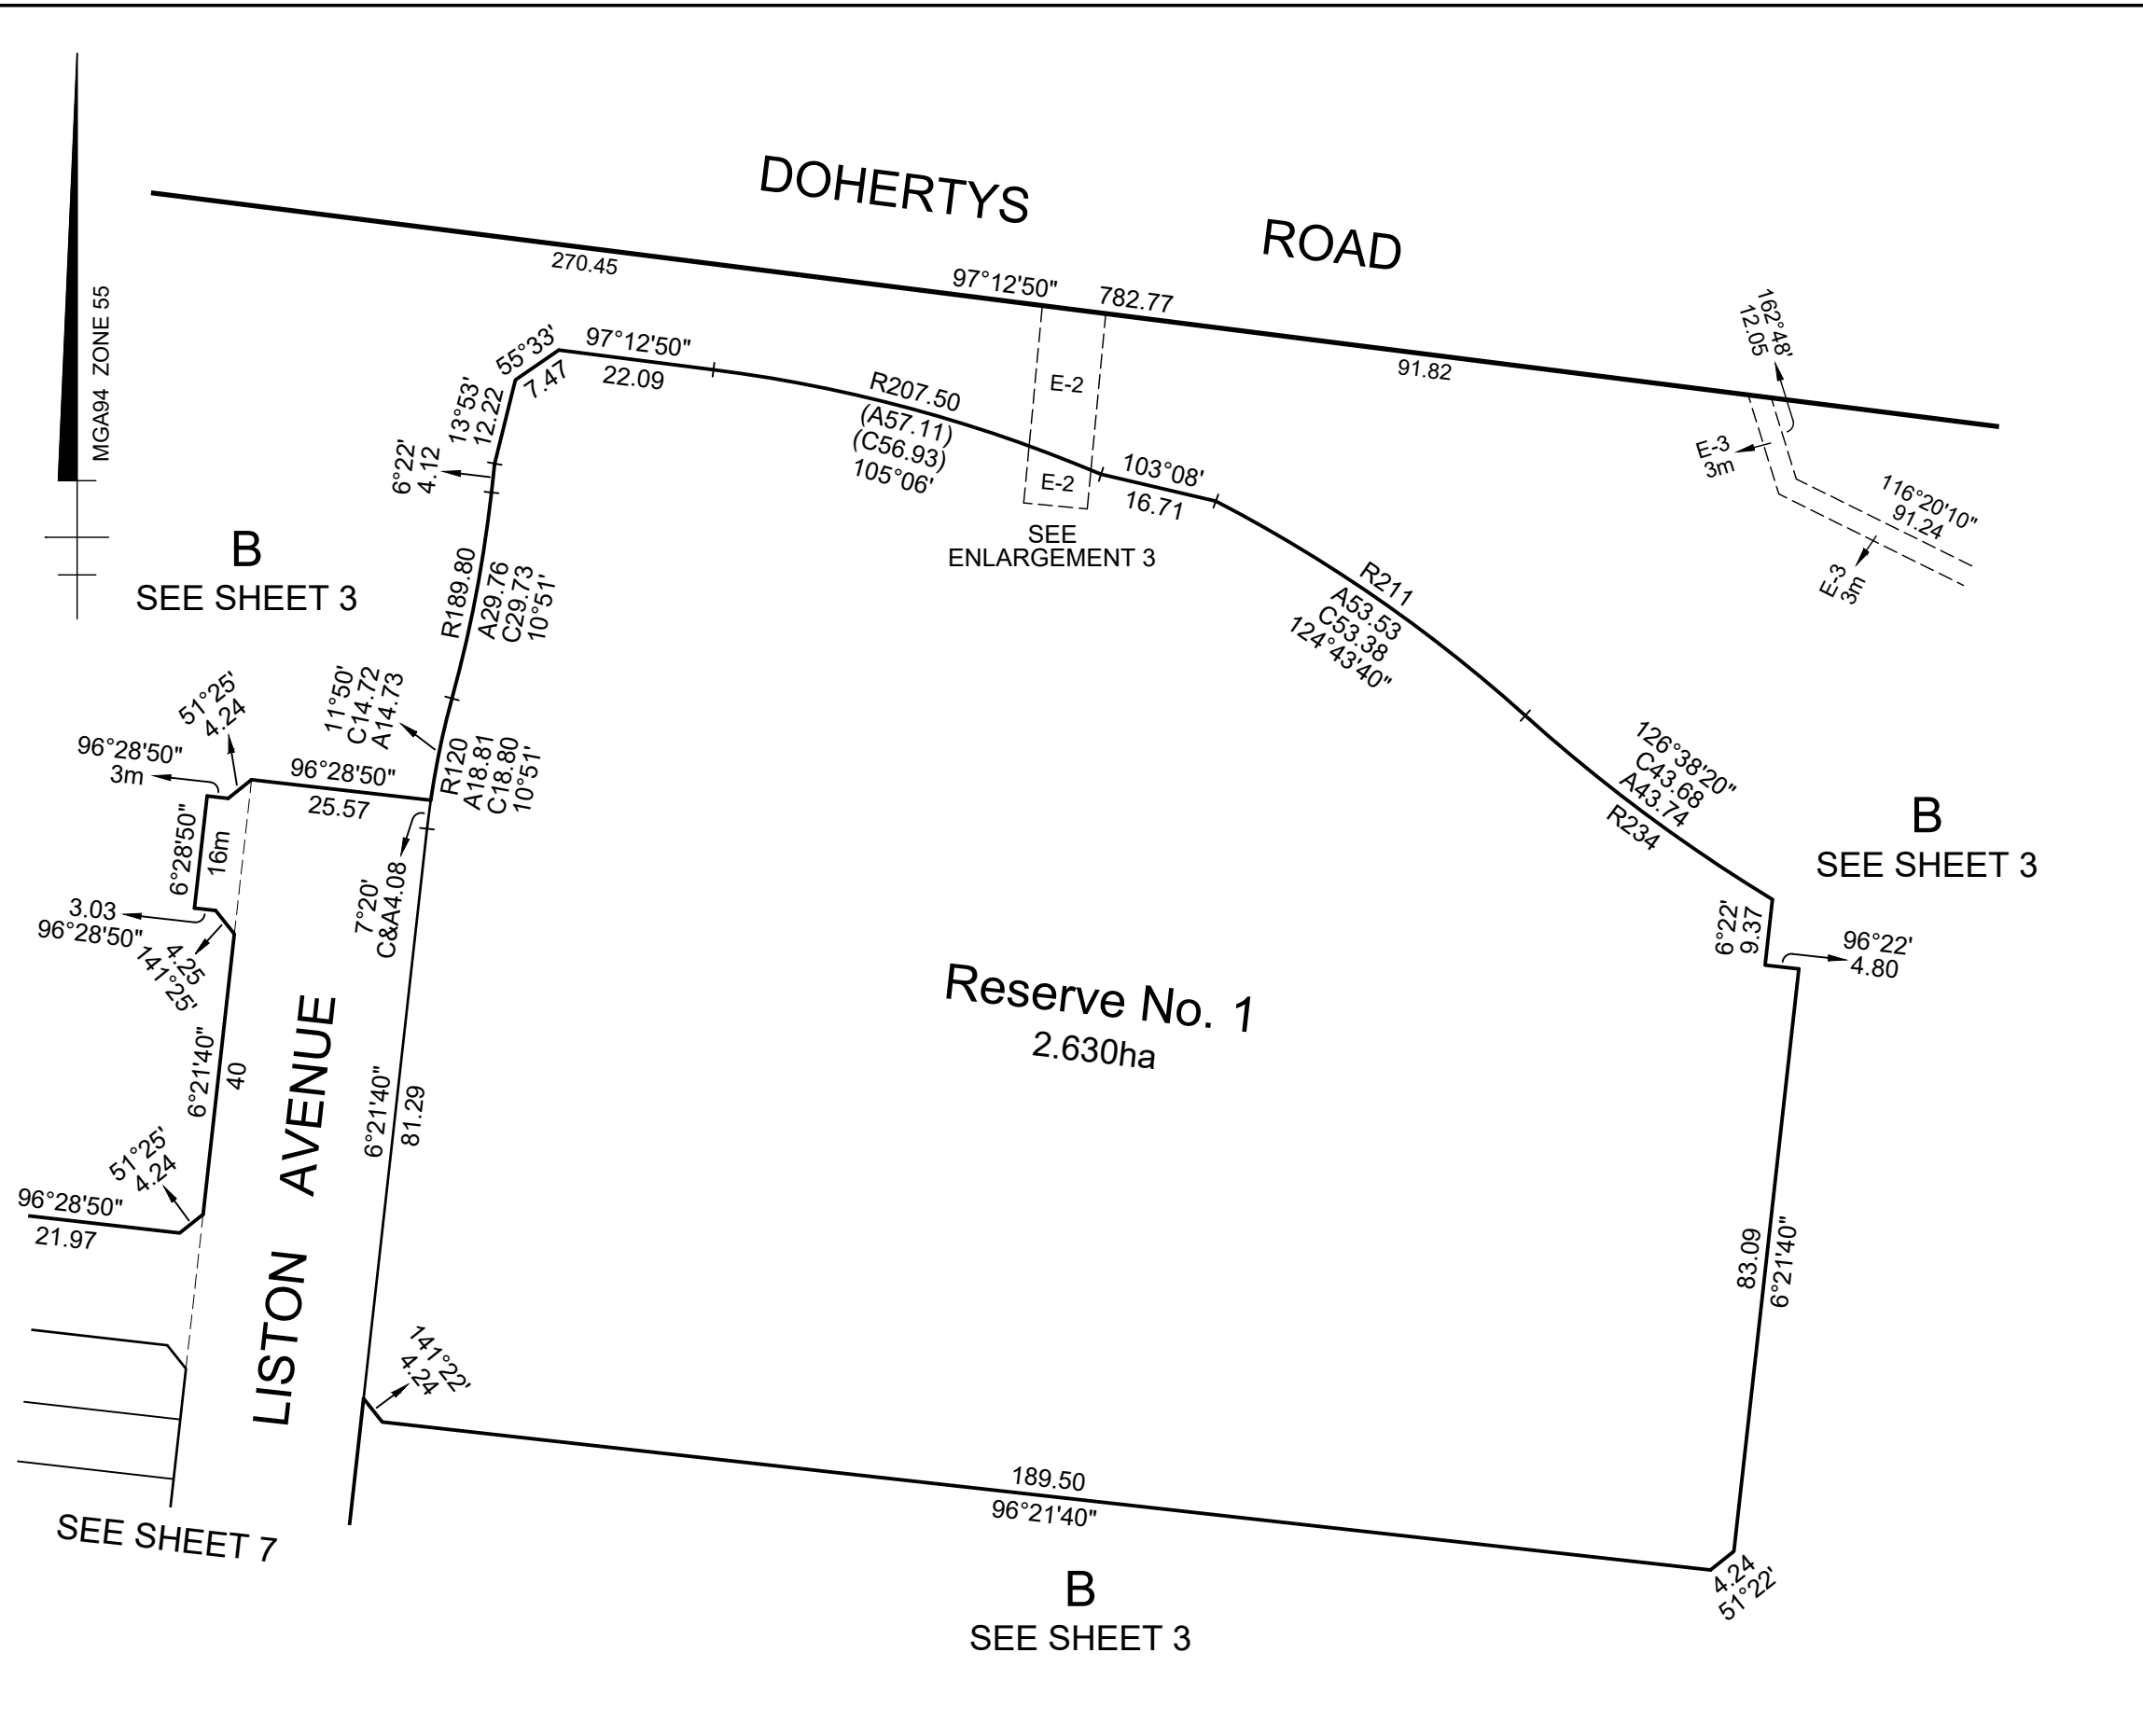 DOHERTYS ROAD
270.45
97°12'50" 782.77
91.82
MGA94 ZONE 55
162°48'
12.05
E-3
3m
116°20'10"
91.24
E-3
3m
55°33'
7.47
97°12'50"
22.09
13°53'
12.22
6°22'
4.12
R207.50
(A57.11)
(C56.93)
105°06'
E-2
E-2
SEE
ENLARGEMENT 3
103°08'
16.71
B
SEE SHEET 3
R189.80
A29.76
C29.73
10°51'
R211
A53.53
C53.38
124°43'40"
11°50'
C14.72
A14.73
R120
A18.81
C18.80
10°51'
51°25'
4.24
96°28'50"
3m
96°28'50"
25.57
6°28'50"
16m
3.03
96°28'50"
4.25
141°25'
7°20'
C&A4.08
126°38'20"
C43.68
A43.74
R234
B
SEE SHEET 3
6°22'
9.37
96°22'
4.80
Reserve No. 1
2.630ha
6°21'40"
40
LISTON AVENUE
6°21'40"
81.29
51°25'
4.24
96°28'50"
21.97
83.09
6°21'40"
141°22'
4.24
189.50
96°21'40"
4.24
51°22'
SEE SHEET 7
B
SEE SHEET 3